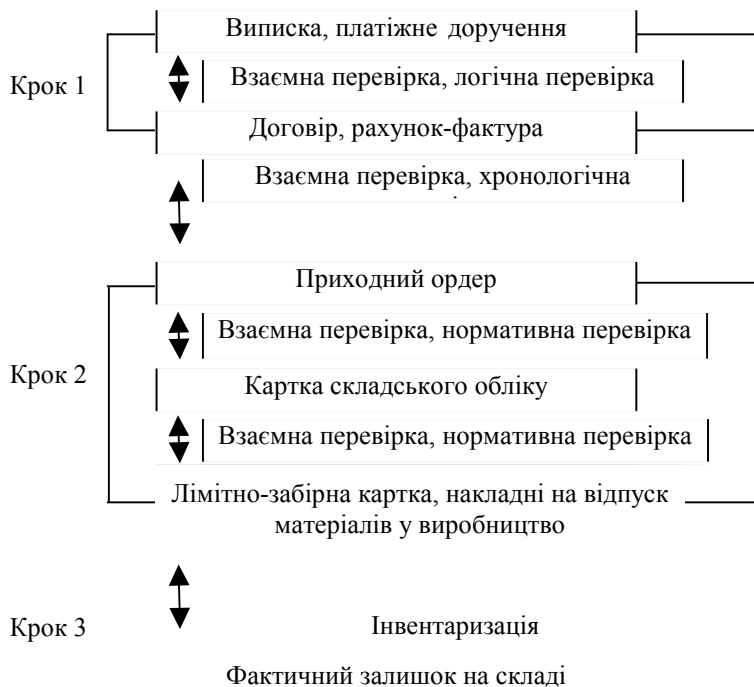 Виписка, платіжне доручення
Крок 1
Взаємна перевірка, логічна перевірка
Договір, рахунок-фактура
Взаємна перевірка, хронологічна
Приходний ордер
Взаємна перевірка, нормативна перевірка
Крок 2
Картка складського обліку
Взаємна перевірка, нормативна перевірка
Лімітно-забірна картка, накладні на відпуск
матеріалів у виробництво
Крок 3
Інвентаризація
Фактичний залишок на складі